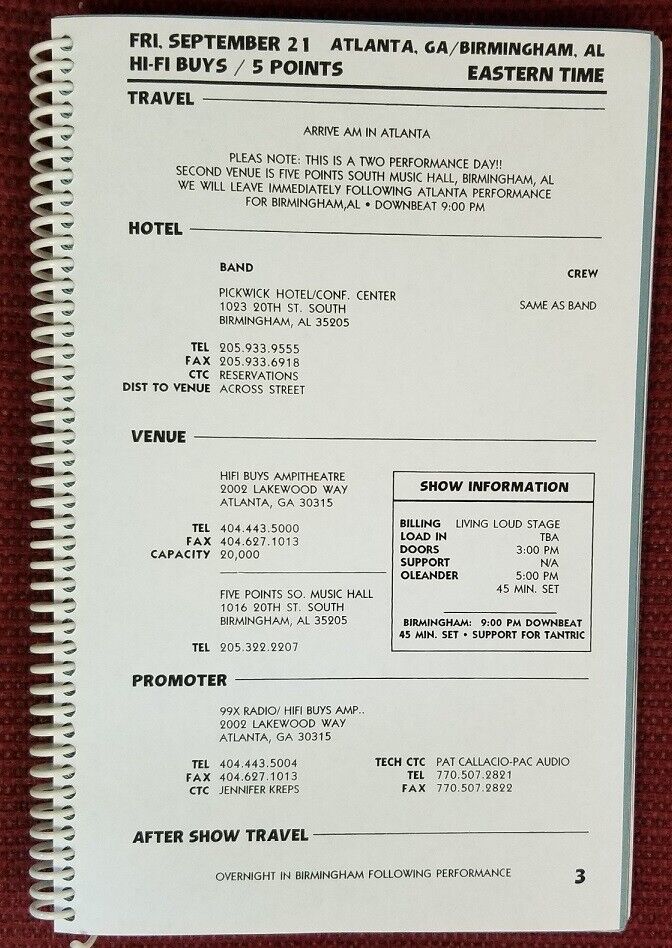 FRI. SEPTEMBER 21 ATLANTA, GA/BIRMINGHAM, AL
HI-FI BUYS / 5 POINTS EASTERN TIME
TRAVEL
ARRIVE AM IN ATLANTA
PLEAS NOTE: THIS IS A TWO PERFORMANCE DAY!!
SECOND VENUE IS FIVE POINTS SOUTH MUSIC HALL, BIRMINGHAM, AL
WE WILL LEAVE IMMEDIATELY FOLLOWING ATLANTA PERFORMANCE
FOR BIRMINGHAM,AL • DOWNBEAT 9:00 PM
HOTEL
BAND CREW
PICKWICK HOTEL/CONF. CENTER
1023 20TH ST. SOUTH SAME AS BAND
BIRMINGHAM, AL 35205
TEL 205.933.9555
FAX 205.933.6918
CTC RESERVATIONS
DIST TO VENUE ACROSS STREET
VENUE
HIFI BUYS AMPITHEATRE
2002 LAKEWOOD WAY
ATLANTA, GA 30315
TEL 404.443.5000
FAX 404.627.1013
CAPACITY 20,000
FIVE POINTS SO. MUSIC HALL
1016 20TH ST. SOUTH
BIRMINGHAM, AL 35205
TEL 205.322.2207
SHOW INFORMATION
BILLING LIVING LOUD STAGE
LOAD IN TBA
DOORS 3:00 PM
SUPPORT N/A
OLEANDER 5:00 PM
45 MIN. SET
BIRMINGHAM: 9:00 PM DOWNBEAT
45 MIN. SET • SUPPORT FOR TANTRIC
PROMOTER
99X RADIO/ HIFI BUYS AMP..
2002 LAKEWOOD WAY
ATLANTA, GA 30315
TEL 404.443.5004
FAX 404.627.1013
CTC JENNIFER KREPS
TECH CTC PAT CALLACIO-PAC AUDIO
TEL 770.507.2821
FAX 770.507.2822
AFTER SHOW TRAVEL
OVERNIGHT IN BIRMINGHAM FOLLOWING PERFORMANCE
3